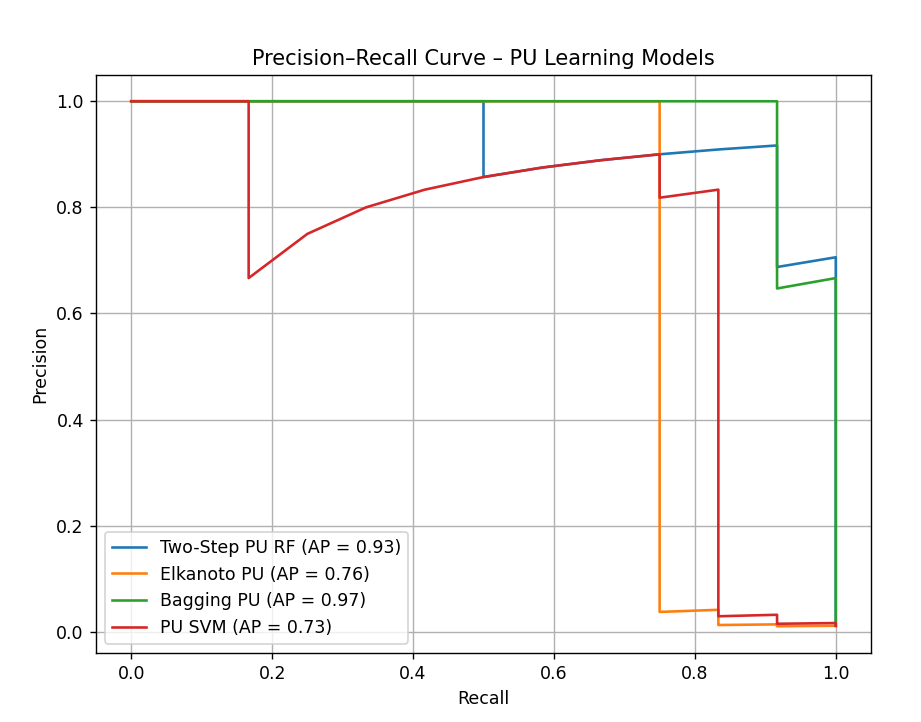 Precision–Recall Curve – PU Learning Models
1.0
0.8
0.6
0.4
0.2
0.0
Precision
Two-Step PU RF (AP = 0.93)
Elkanoto PU (AP = 0.76)
Bagging PU (AP = 0.97)
PU SVM (AP = 0.73)
0.0 0.2 0.4 0.6 0.8 1.0
Recall